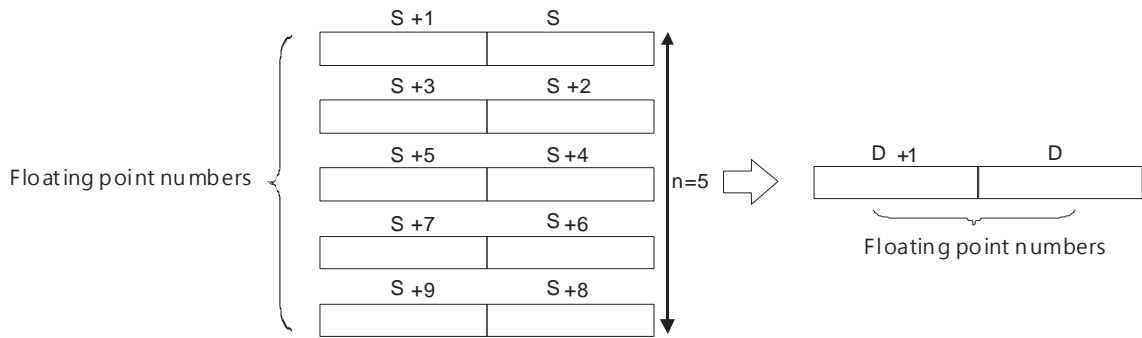 S +1 S
S +3 S +2
S +5 S +4
Floating point numbers
n=5
D +1 D
S +7 S +6
Floating point numbers
S +9 S +8